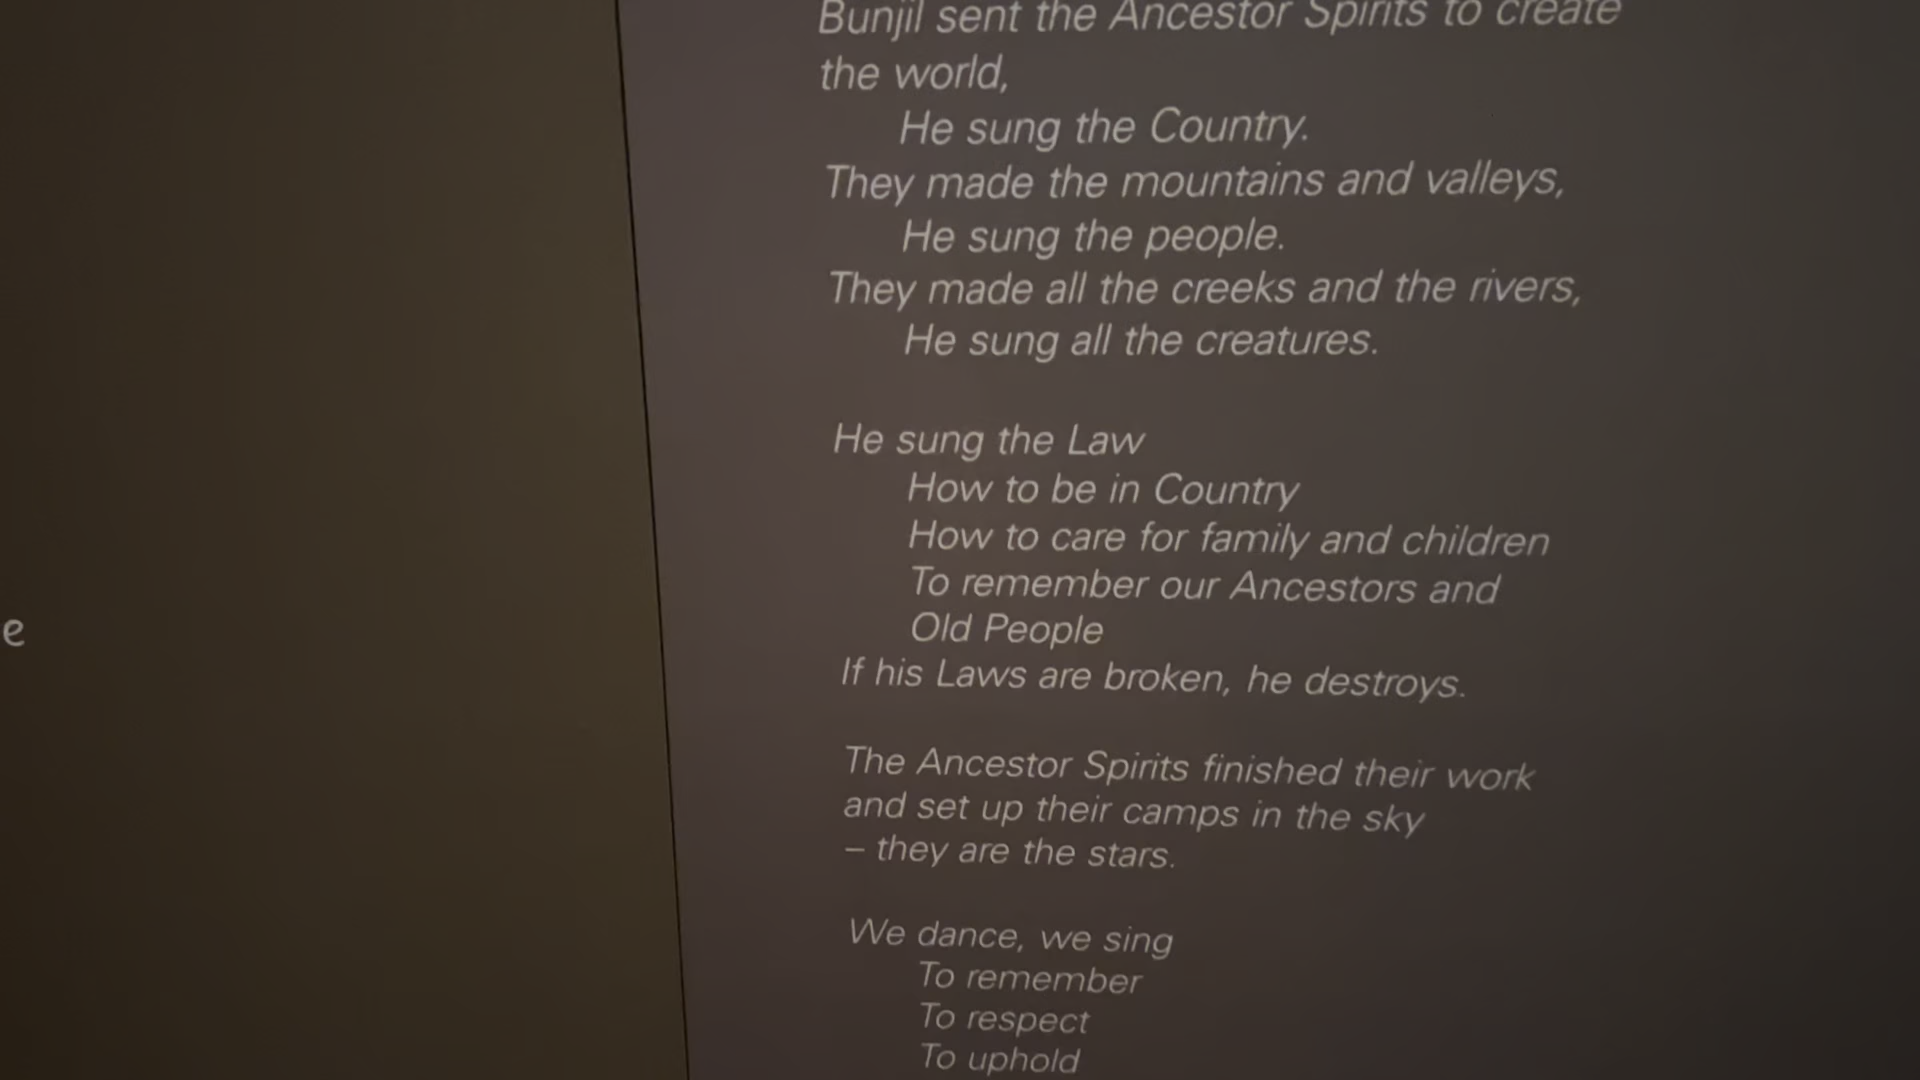 Bunjil sent the Ancestor Spirits to create
the world,
He sung the Country.
They made the mountains and valleys,
He sung the people.
They made all the creeks and the rivers,
He sung all the creatures.
He sung the Law
How to be in Country
How to care for family and children
To remember our Ancestors and
Old People
If his Laws are broken, he destroys.
The Ancestor Spirits finished their work
and set up their camps in the sky
– they are the stars.
We dance, we sing
To remember
To respect
To uphold